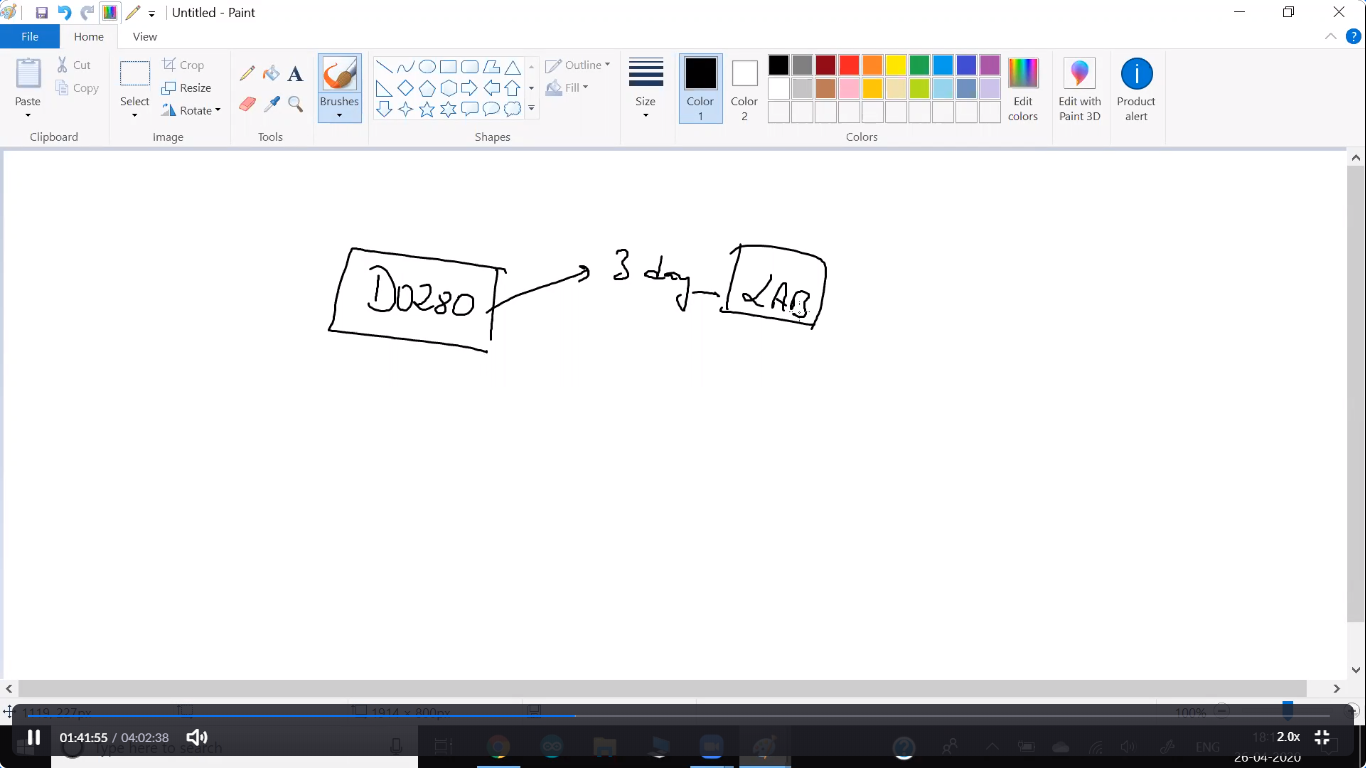 Untitled - Paint
File Home View
Cut
Copy
Paste
Clipboard
Select
Crop
Resize
Rotate
Image
A
Tools
Brushes
Outline
Fill
Shapes
Size
Color 1
Color 2
Edit colors
Colors
Edit with Paint 3D
Product alert
DO280
3 day
LAB
1119, 227px 1914 × 800px 100%
01:41:55 / 04:02:38 2.0x
Type here to search ENG
26-04-2020